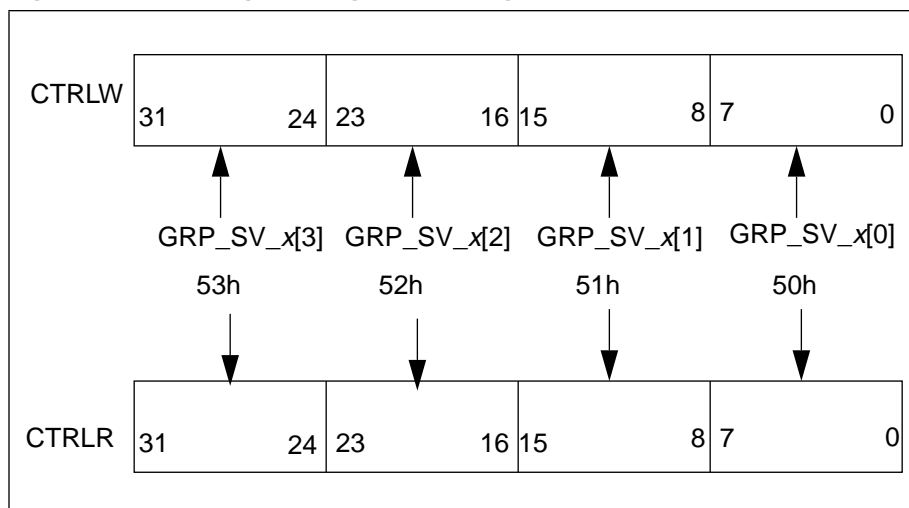 CTRLW 31 24 23 16 15 8 7 0
GRP_SV_x[3] GRP_SV_x[2] GRP_SV_x[1] GRP_SV_x[0]
53h 52h 51h 50h
CTRLR 31 24 23 16 15 8 7 0